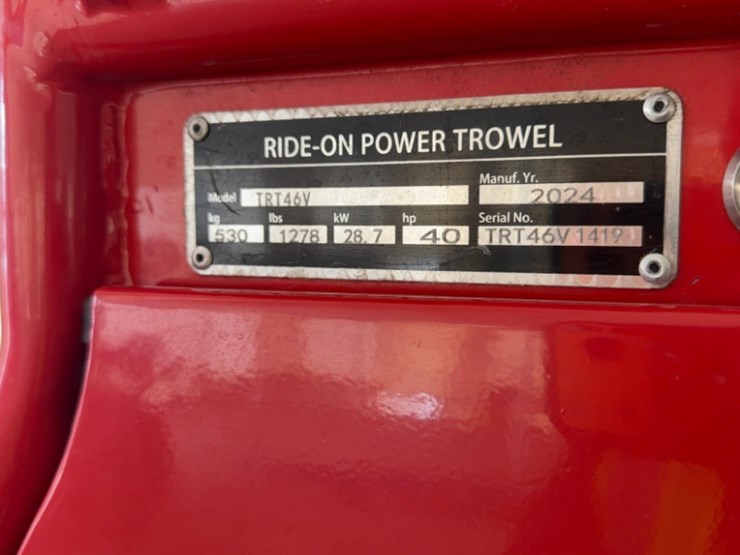 RIDE-ON POWER TROWEL
Manuf. Yr.
Model TRT46V 2024
kg lbs kW hp Serial No.
530 1278 28.7 40 TRT46V 1419